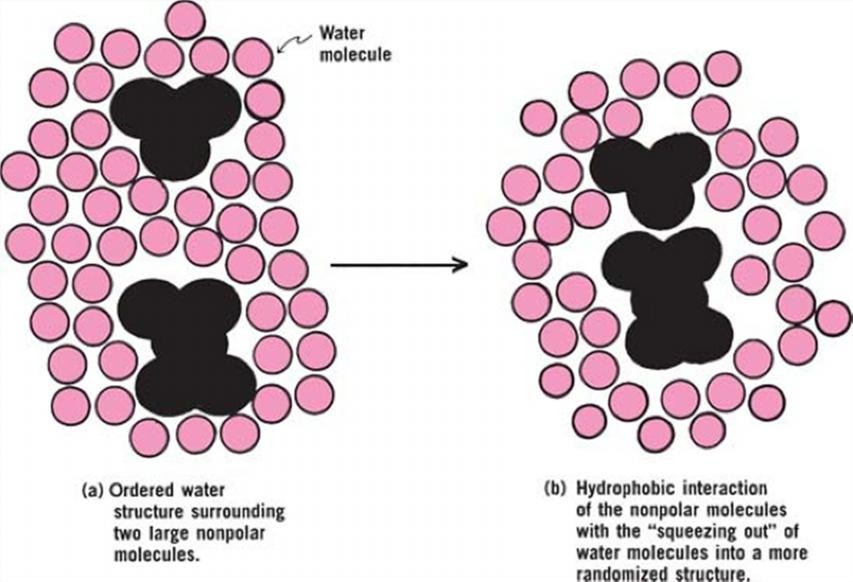 Water
molecule
(a) Ordered water
structure surrounding
two large nonpolar
molecules.
(b) Hydrophobic interaction
of the nonpolar molecules
with the “squeezing out” of
water molecules into a more
randomized structure.